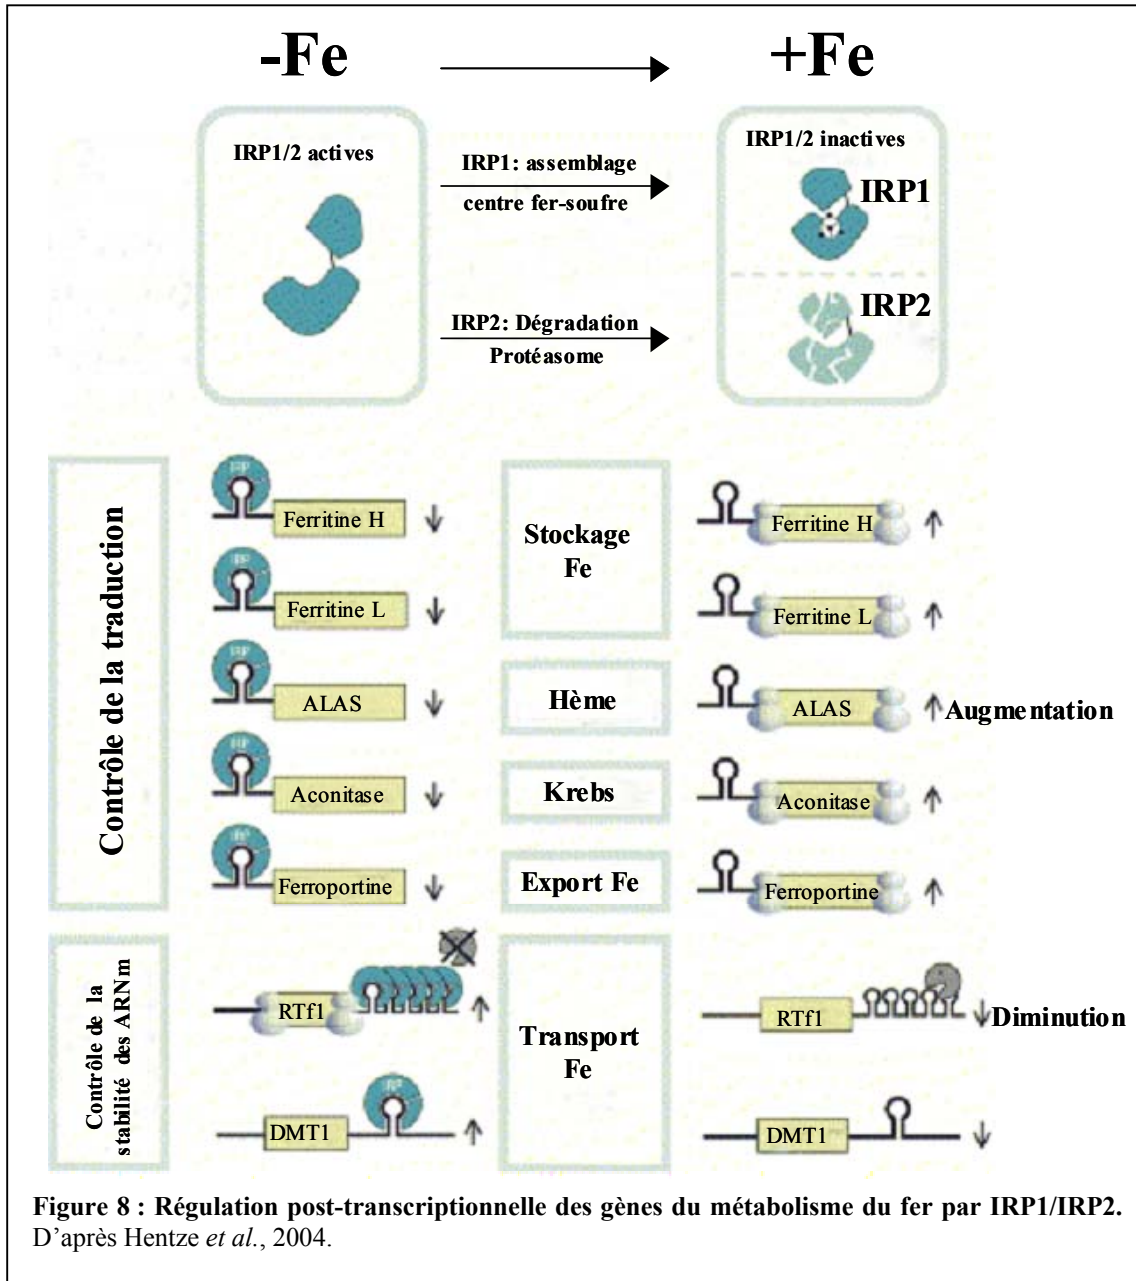 -Fe
+Fe
IRP1/2 actives
IRP1: assemblage
centre fer-soufre
IRP2: Dégradation
Protéasome
IRP1/2 inactives
IRP1
IRP2
Contrôle de la traduction
Ferritine H
Stockage
Fe
Ferritine H
Ferritine L
Ferritine L
ALAS
Hème
ALAS
Augmentation
Aconitase
Krebs
Aconitase
Ferroportine
Export Fe
Ferroportine
Contrôle de la
stabilité des ARNm
RTf1
Transport
Fe
RTf1
Diminution
DMT1
DMT1
Figure 8 : Régulation post-transcriptionnelle des gènes du métabolisme du fer par IRP1/IRP2.
D’après Hentze et al., 2004.